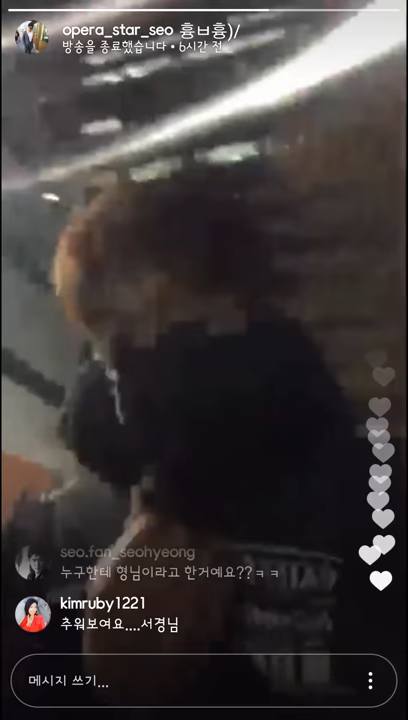 opera_star_seo 흉ㅂ흉)/
방송을 종료했습니다 • 6시간 전
seo.fan_seohyeong
누구한테 형님이라고 한거예요??ㅋㅋ
kimruby1221
추워보여요....서경님
메시지 쓰기...